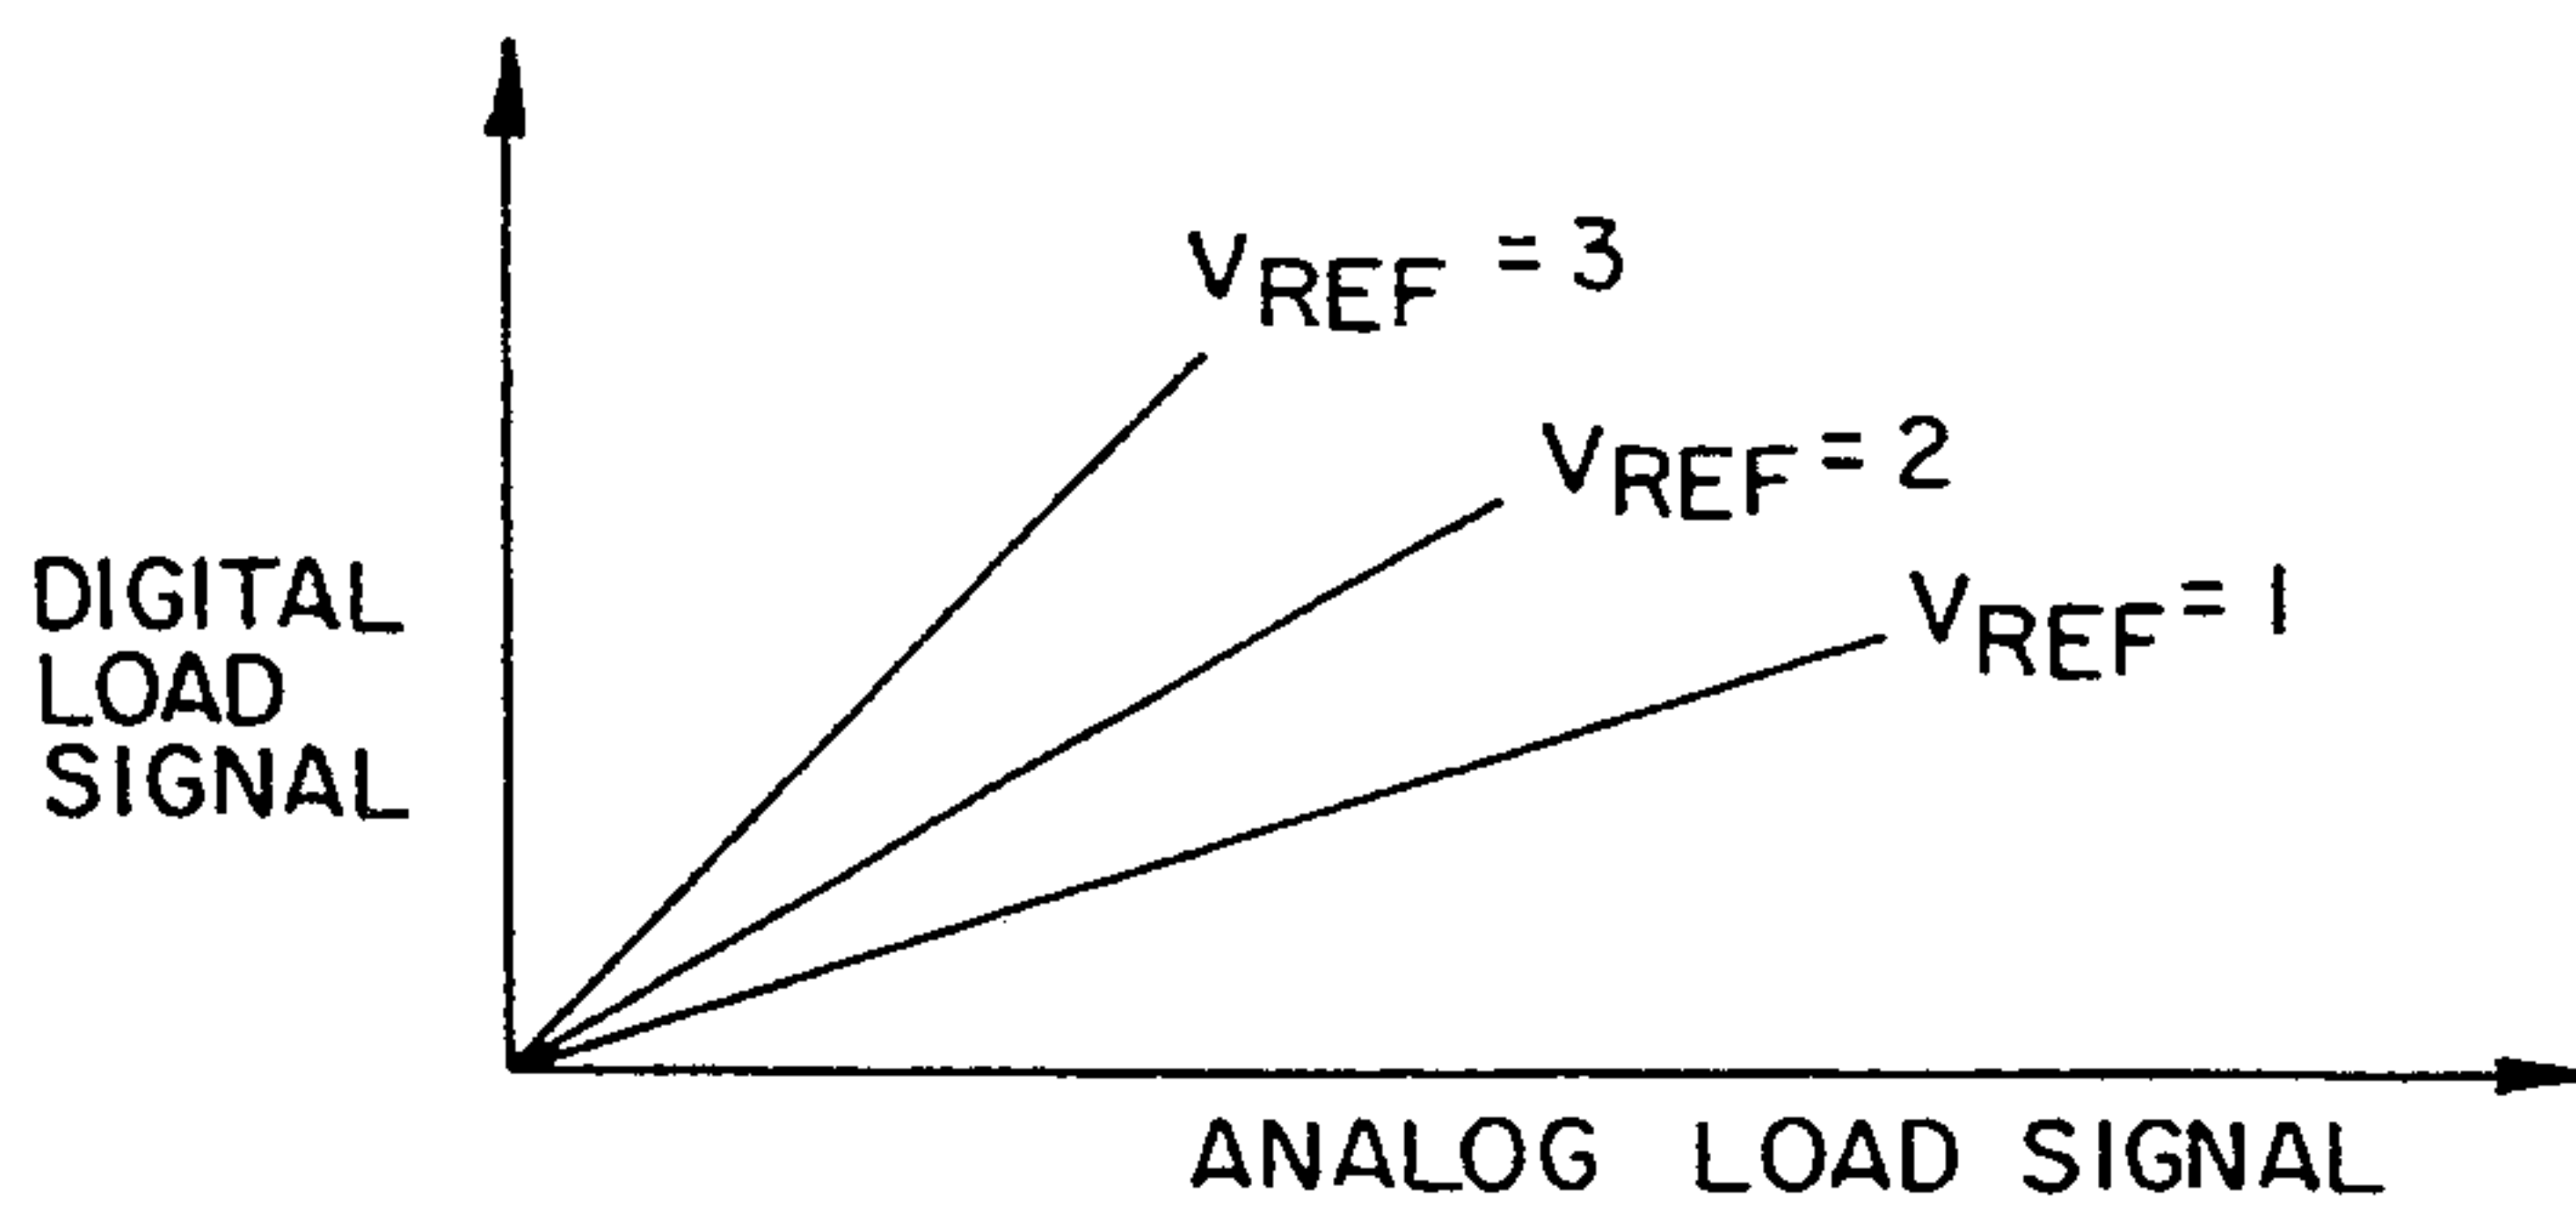 VREF = 3
VREF = 2
VREF = 1
DIGITAL
LOAD
SIGNAL
ANALOG LOAD SIGNAL